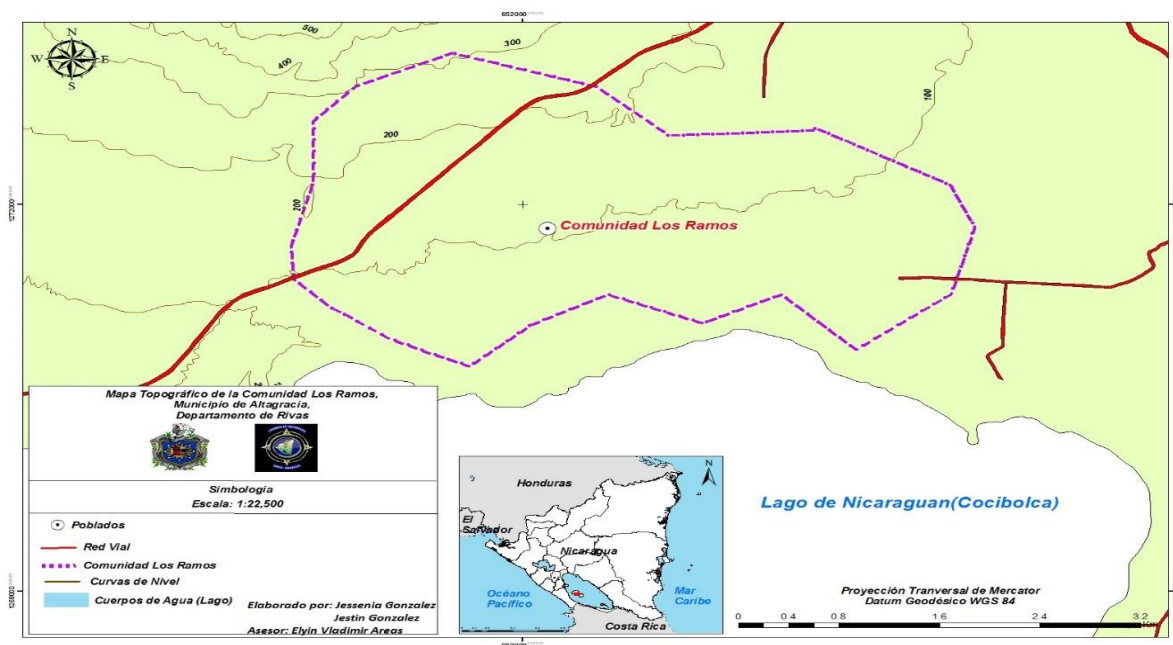 652000
500
300
400
N
W E
S
100
200
200
1272000
Comunidad Los Ramos
Mapa Topográfico de la Comunidad Los Ramos,
Municipio de Altagracia,
Departamento de Rivas
Simbología
Escala: 1:22,500
Poblados
Red Vial
Comunidad Los Ramos
Curvas de Nivel
Cuerpos de Agua (Lago)
Elaborado por: Jessenia Gonzalez
Jestin Gonzalez
Asesor: Elyin Vladimir Areas
N
Honduras
El
Salvador
Nicaragua
Océano
Pacífico
Mar
Caribe
Costa Rica
Lago de Nicaraguan(Cocibolca)
Proyección Tranversal de Mercator
Datum Geodésico WGS 84
0 0.4 0.8 1.6 2.4 3.2
Km